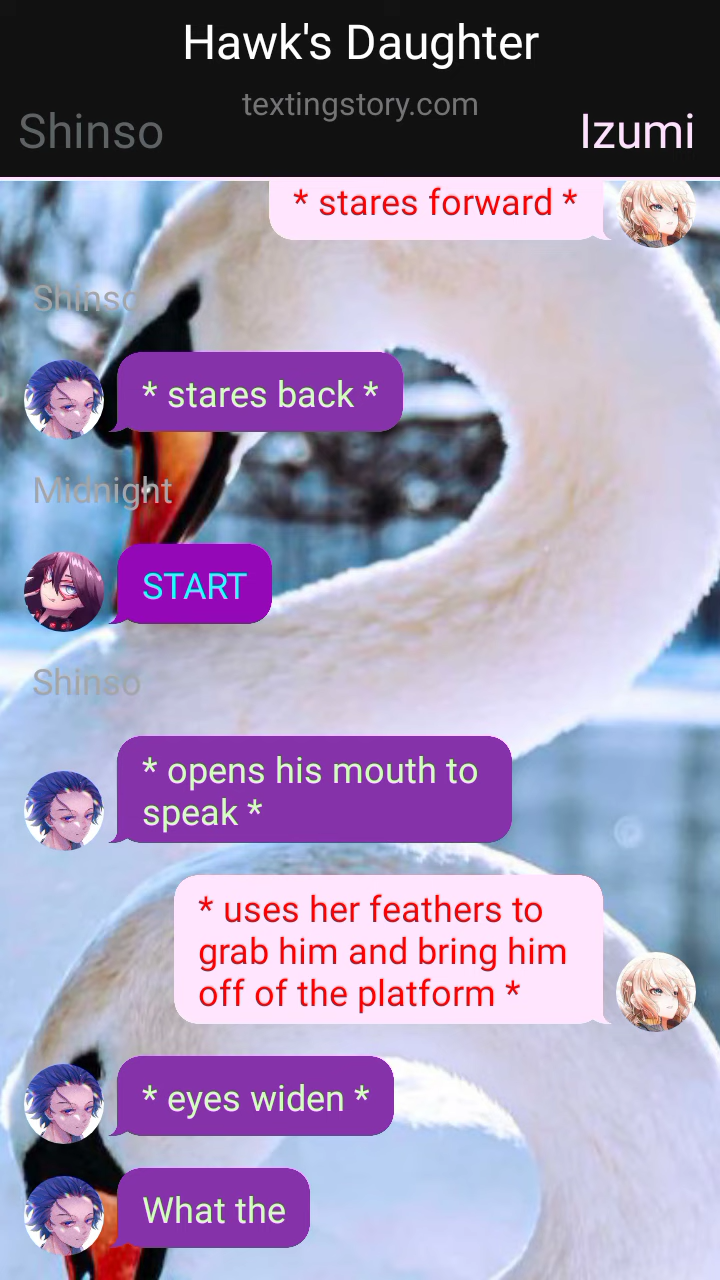 Hawk's Daughter
textingstory.com
Shinso
Izumi
* stares forward *
Shinso
* stares back *
Midnight
START
Shinso
* opens his mouth to
speak *
* uses her feathers to
grab him and bring him
off of the platform *
* eyes widen *
What the